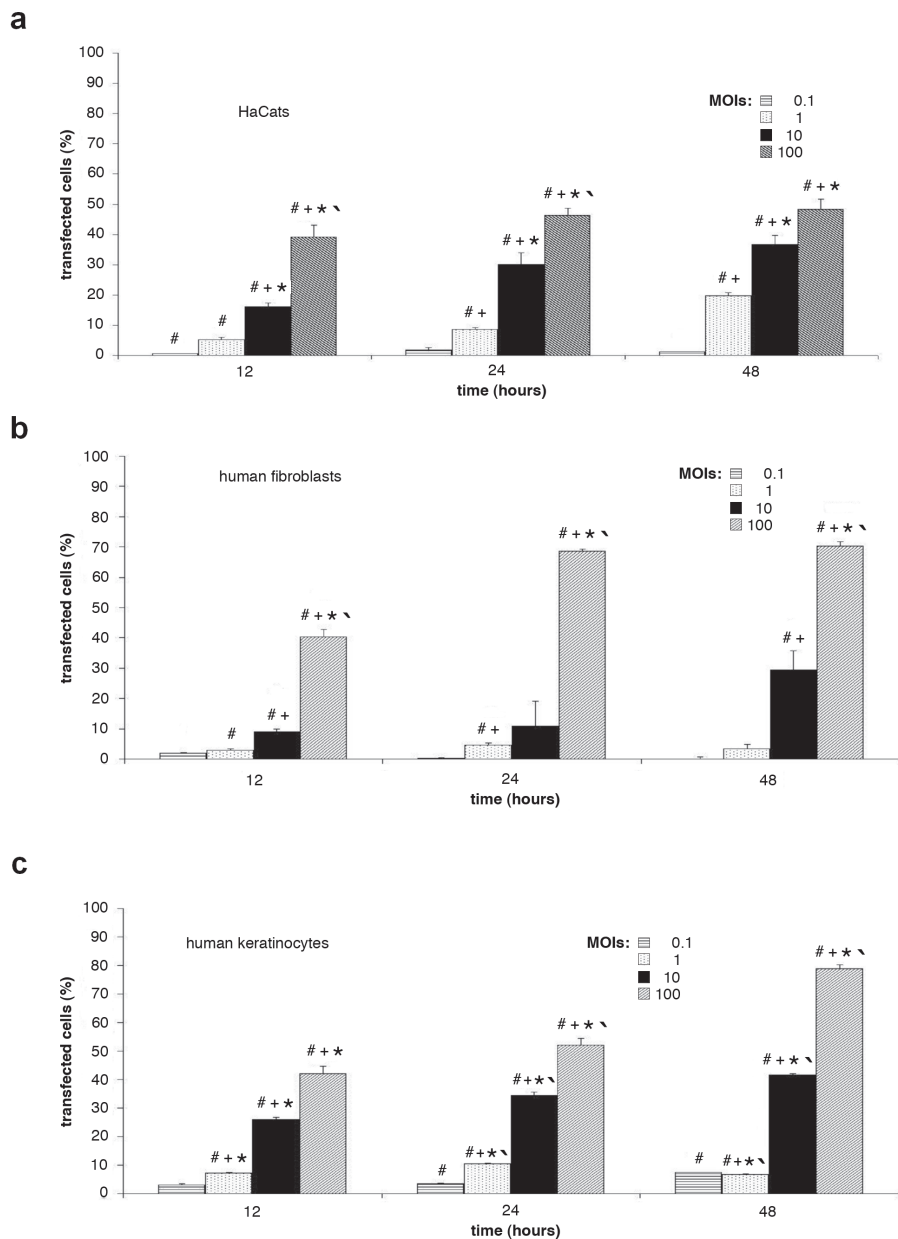 a
100
90
80
70
60
50
40
30
20
10
0
transfected cells (%)
HaCats
MOIs: 0.1
1
10
100
# # # + * # + * `
# + # + * # + * `
# + # + * # + *
12 24 48
time (hours)
b
100
90
80
70
60
50
40
30
20
10
0
transfected cells (%)
human fibroblasts
MOIs: 0.1
1
10
100
# # + # + * `
# + # + * `
# + # + * `
12 24 48
time (hours)
c
100
90
80
70
60
50
40
30
20
10
0
transfected cells (%)
human keratinocytes
MOIs: 0.1
1
10
100
# + * # + * # + *
# # + * ` # + * ` # + * `
# # + * ` # + * ` # + * `
12 24 48
time (hours)